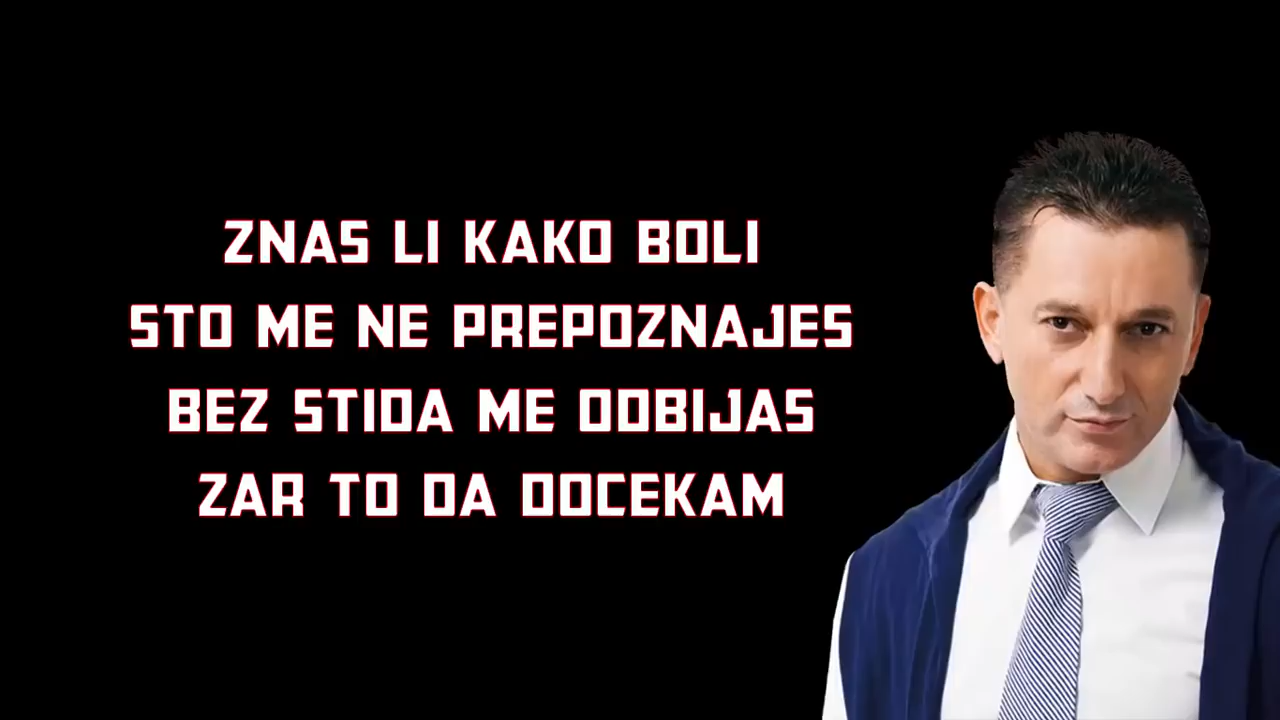 ZNAS LI KAKO BOLI
STO ME NE PREPOZNAJES
BEZ STIDA ME ODBIJAS
ZAR TO DA DOCEKAM